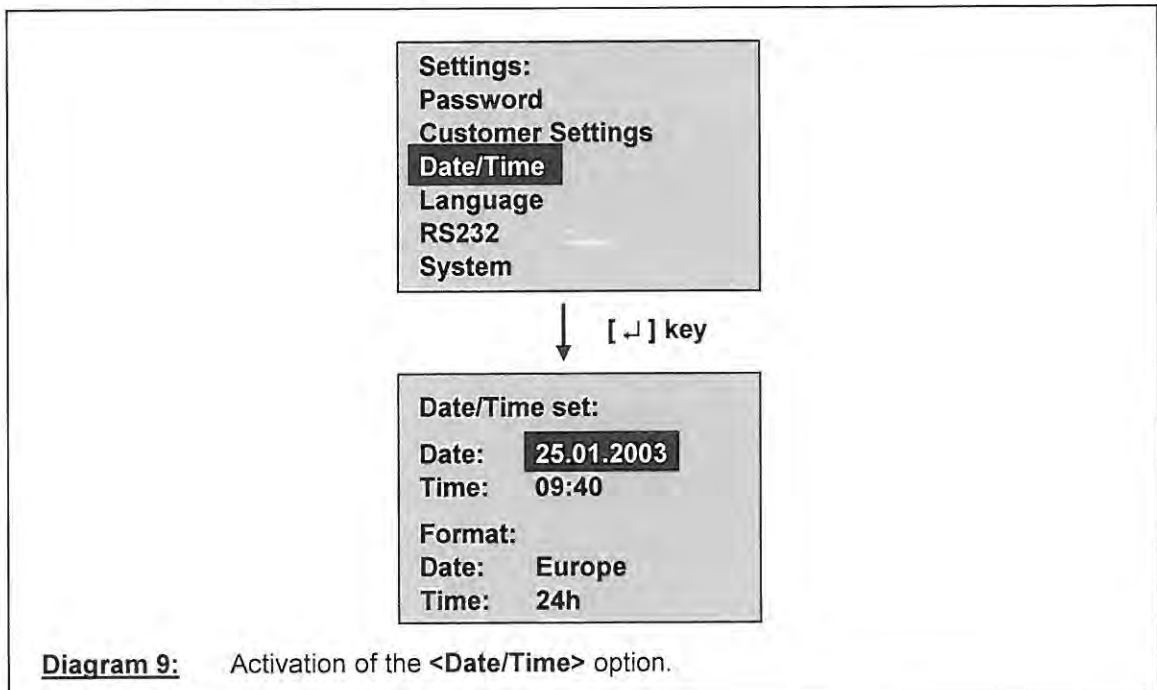 Settings:
Password
Customer Settings
Date/Time
Language
RS232
System
[ ↵ ] key
Date/Time set:
Date: 25.01.2003
Time: 09:40
Format:
Date: Europe
Time: 24h
Diagram 9: Activation of the <Date/Time> option.